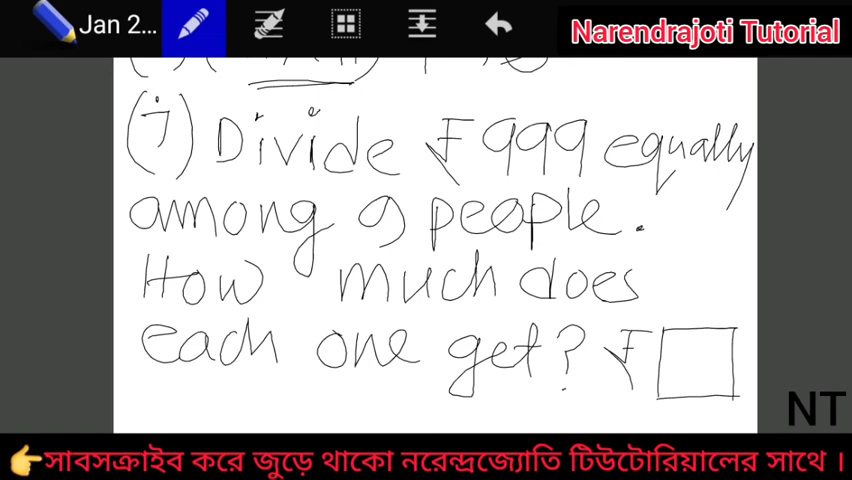 Jan 2...
Narendrajoti Tutorial
(i) Divide ₹ 999 equally
among 9 people.
How much does
each one get? ₹
NT
👉সাবসক্রাইব করে জুড়ে থাকো নরেন্দ্রজ্যোতি টিউটোরিয়ালের সাথে ।